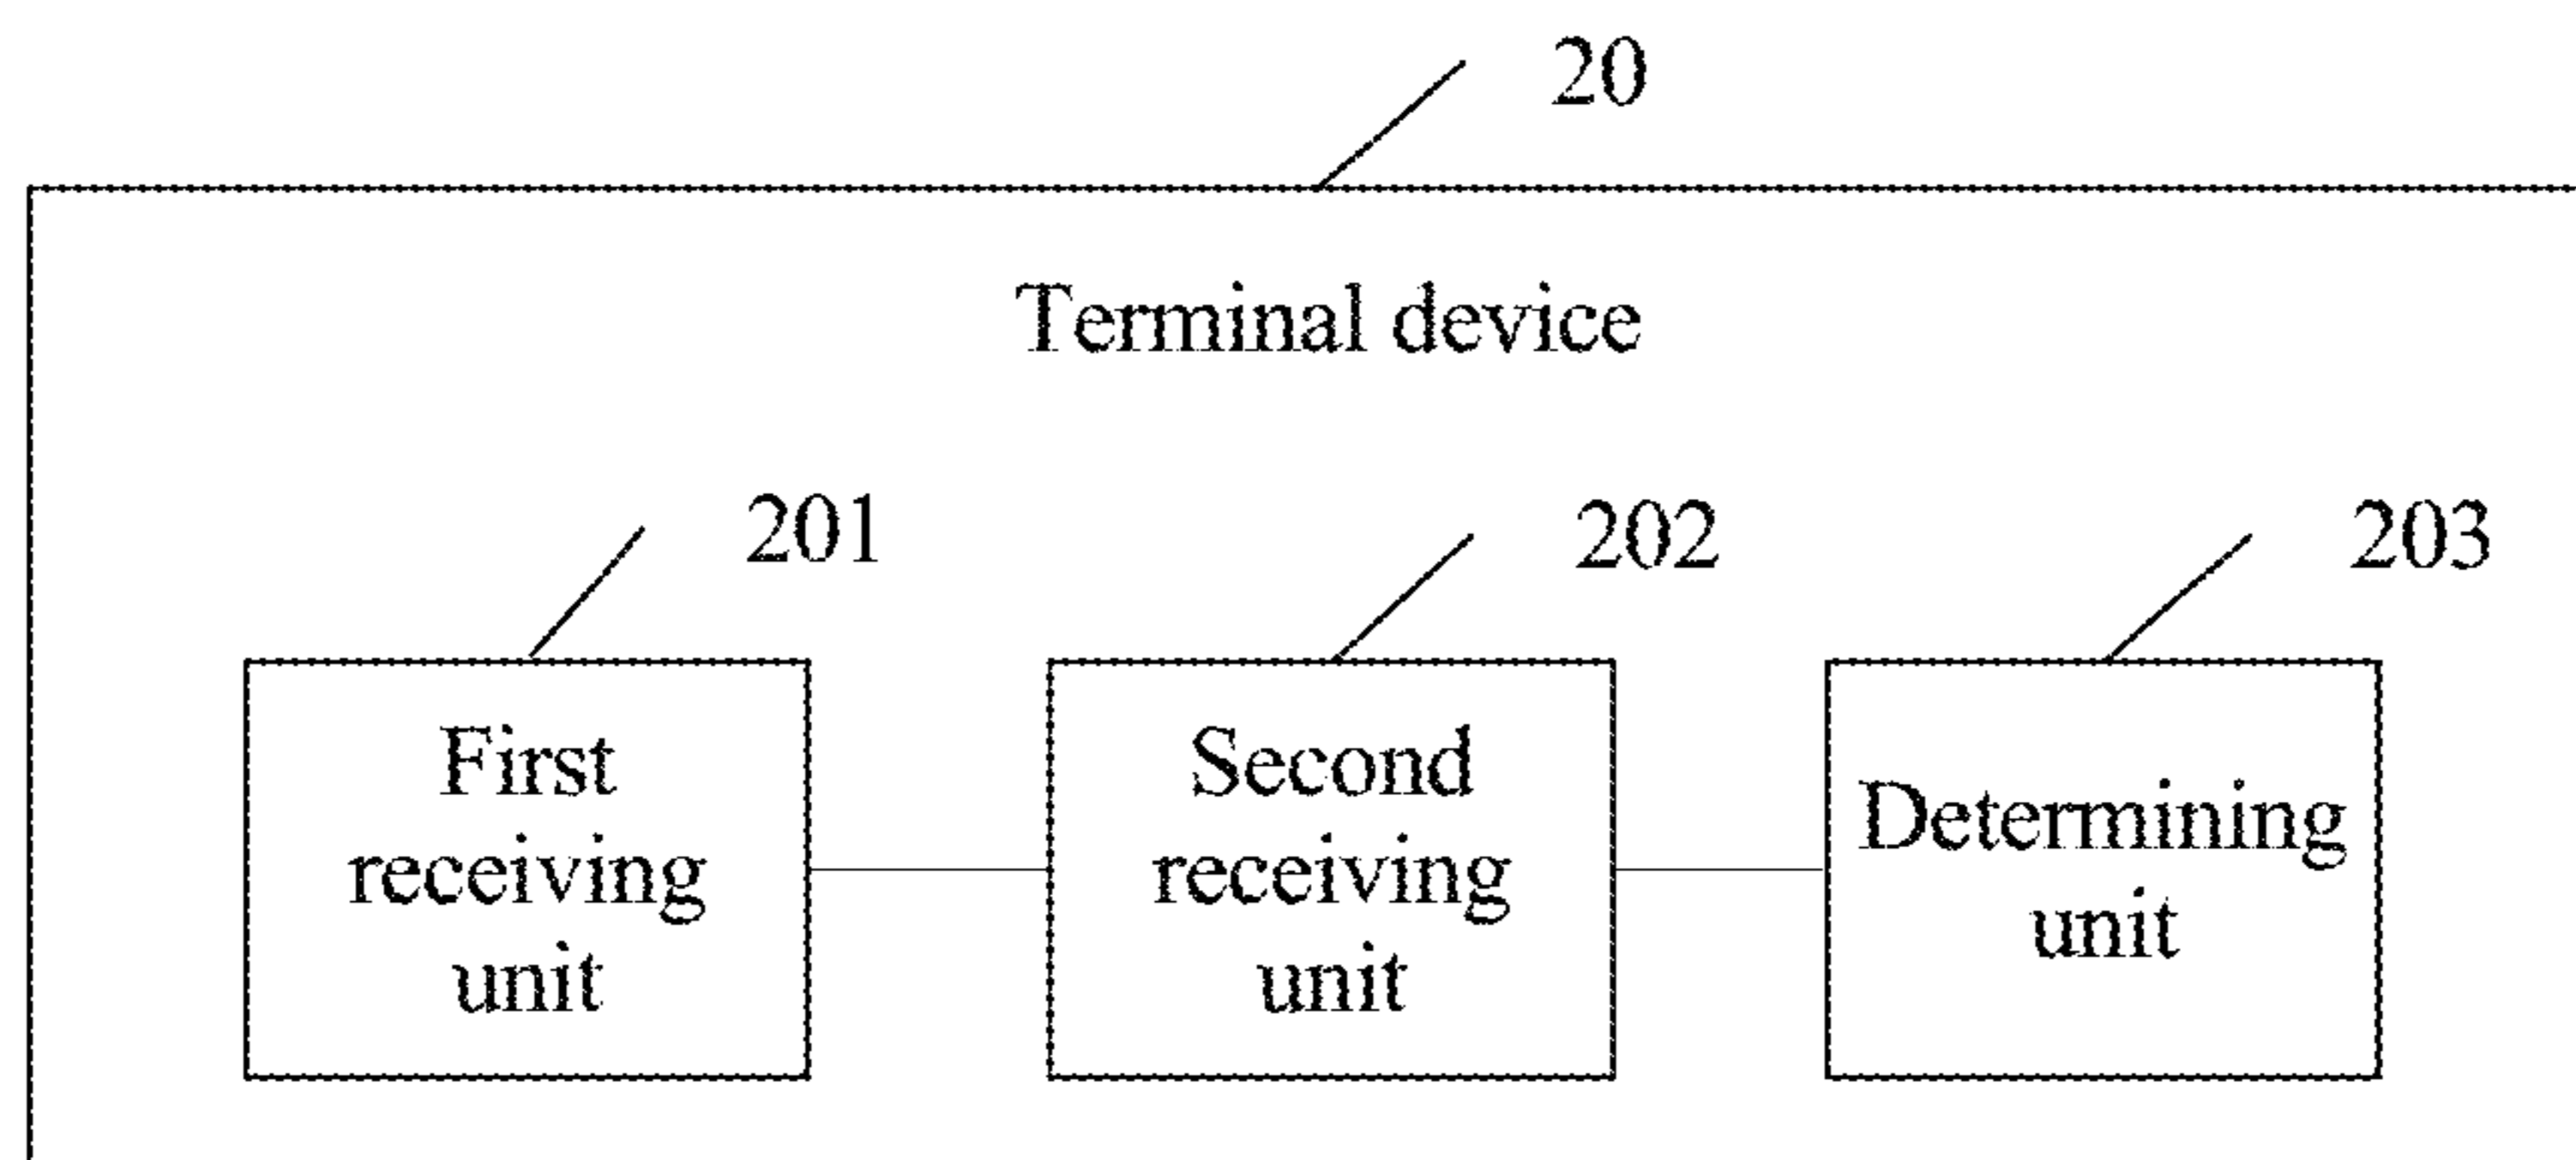 20
Terminal device
201
202
203
First
receiving
unit
Second
receiving
unit
Determining
unit